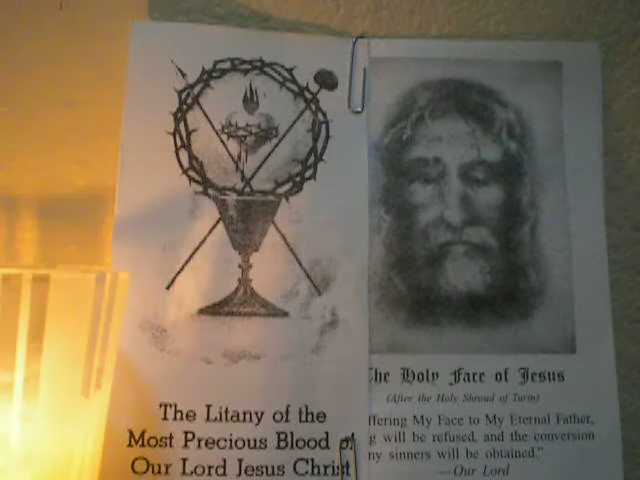 The Litany of the
Most Precious Blood of
Our Lord Jesus Christ
The Holy Face of Jesus
(After the Holy Shroud of Turin)
My Face to My Eternal Father,
will be refused, and the conversion
sinners will be obtained."
—Our Lord